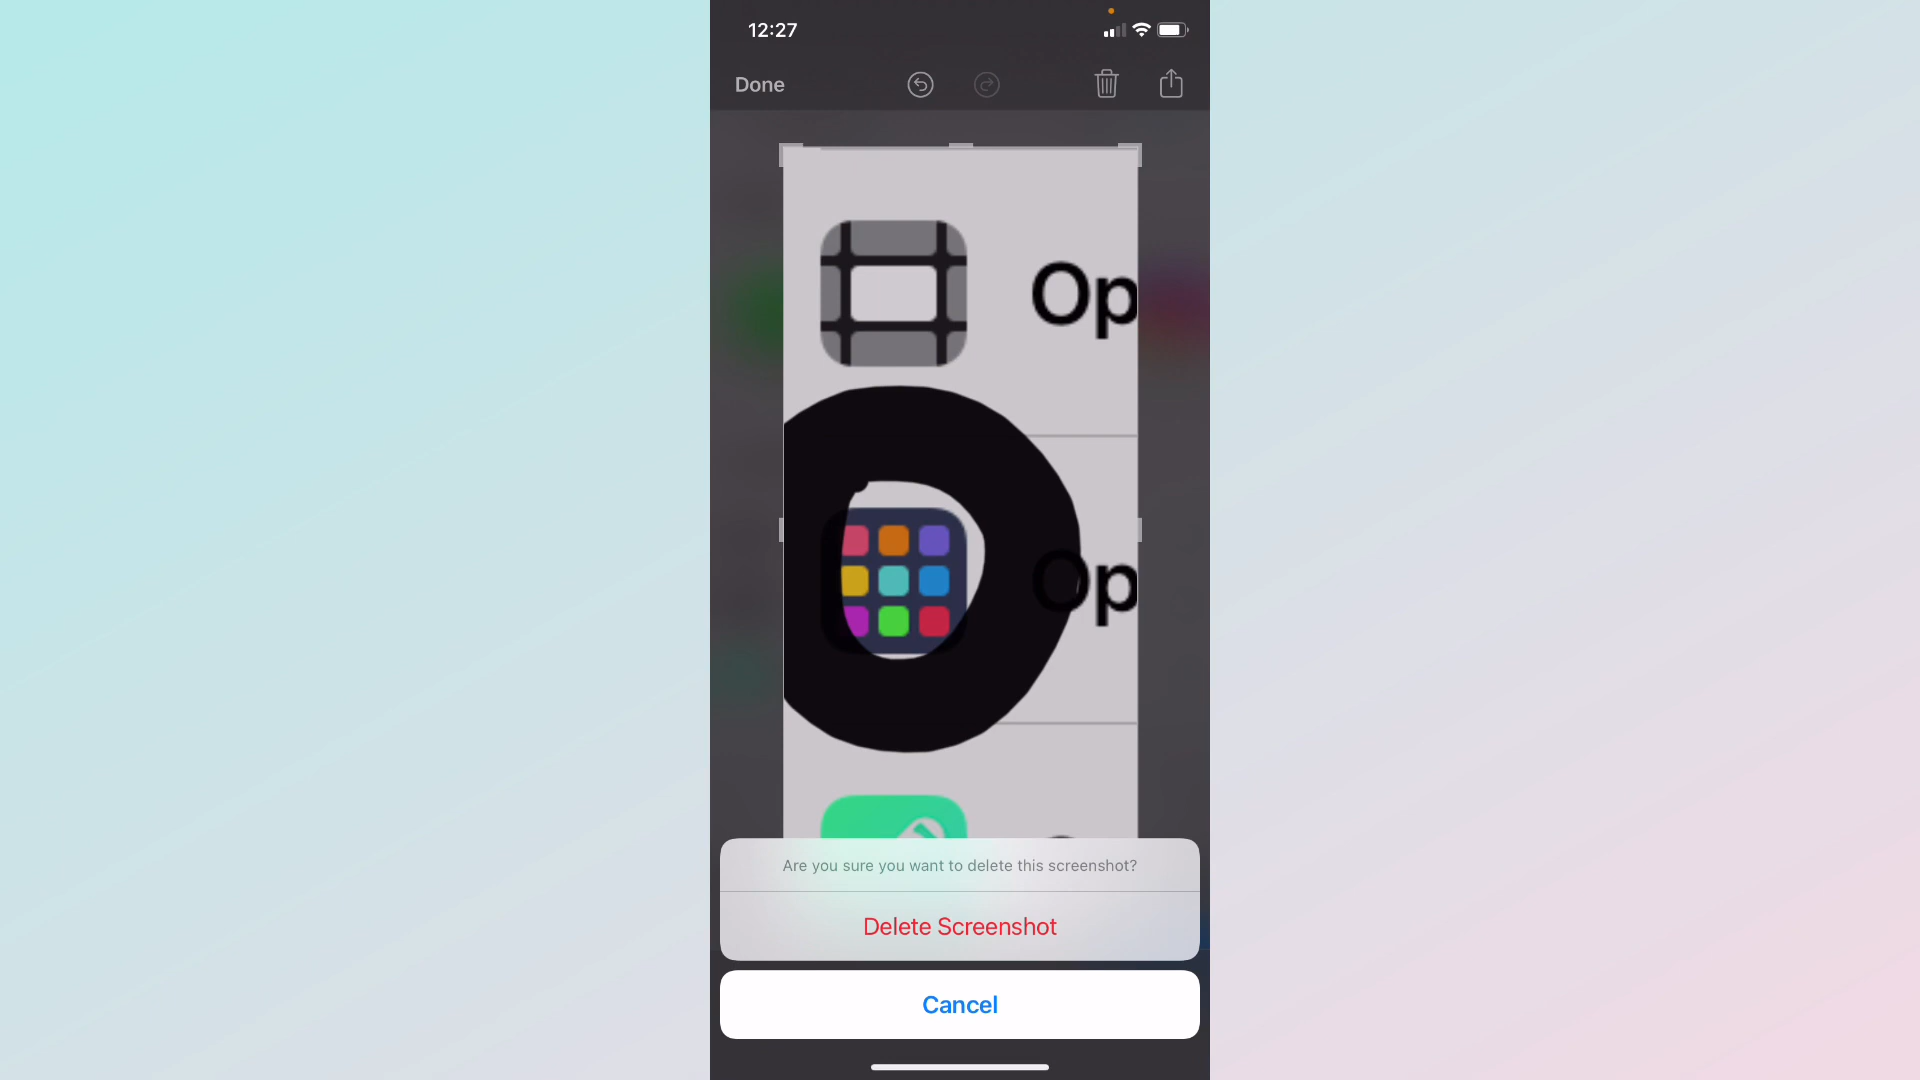 12:27
Done
Op
Op
Are you sure you want to delete this screenshot?
Delete Screenshot
Cancel